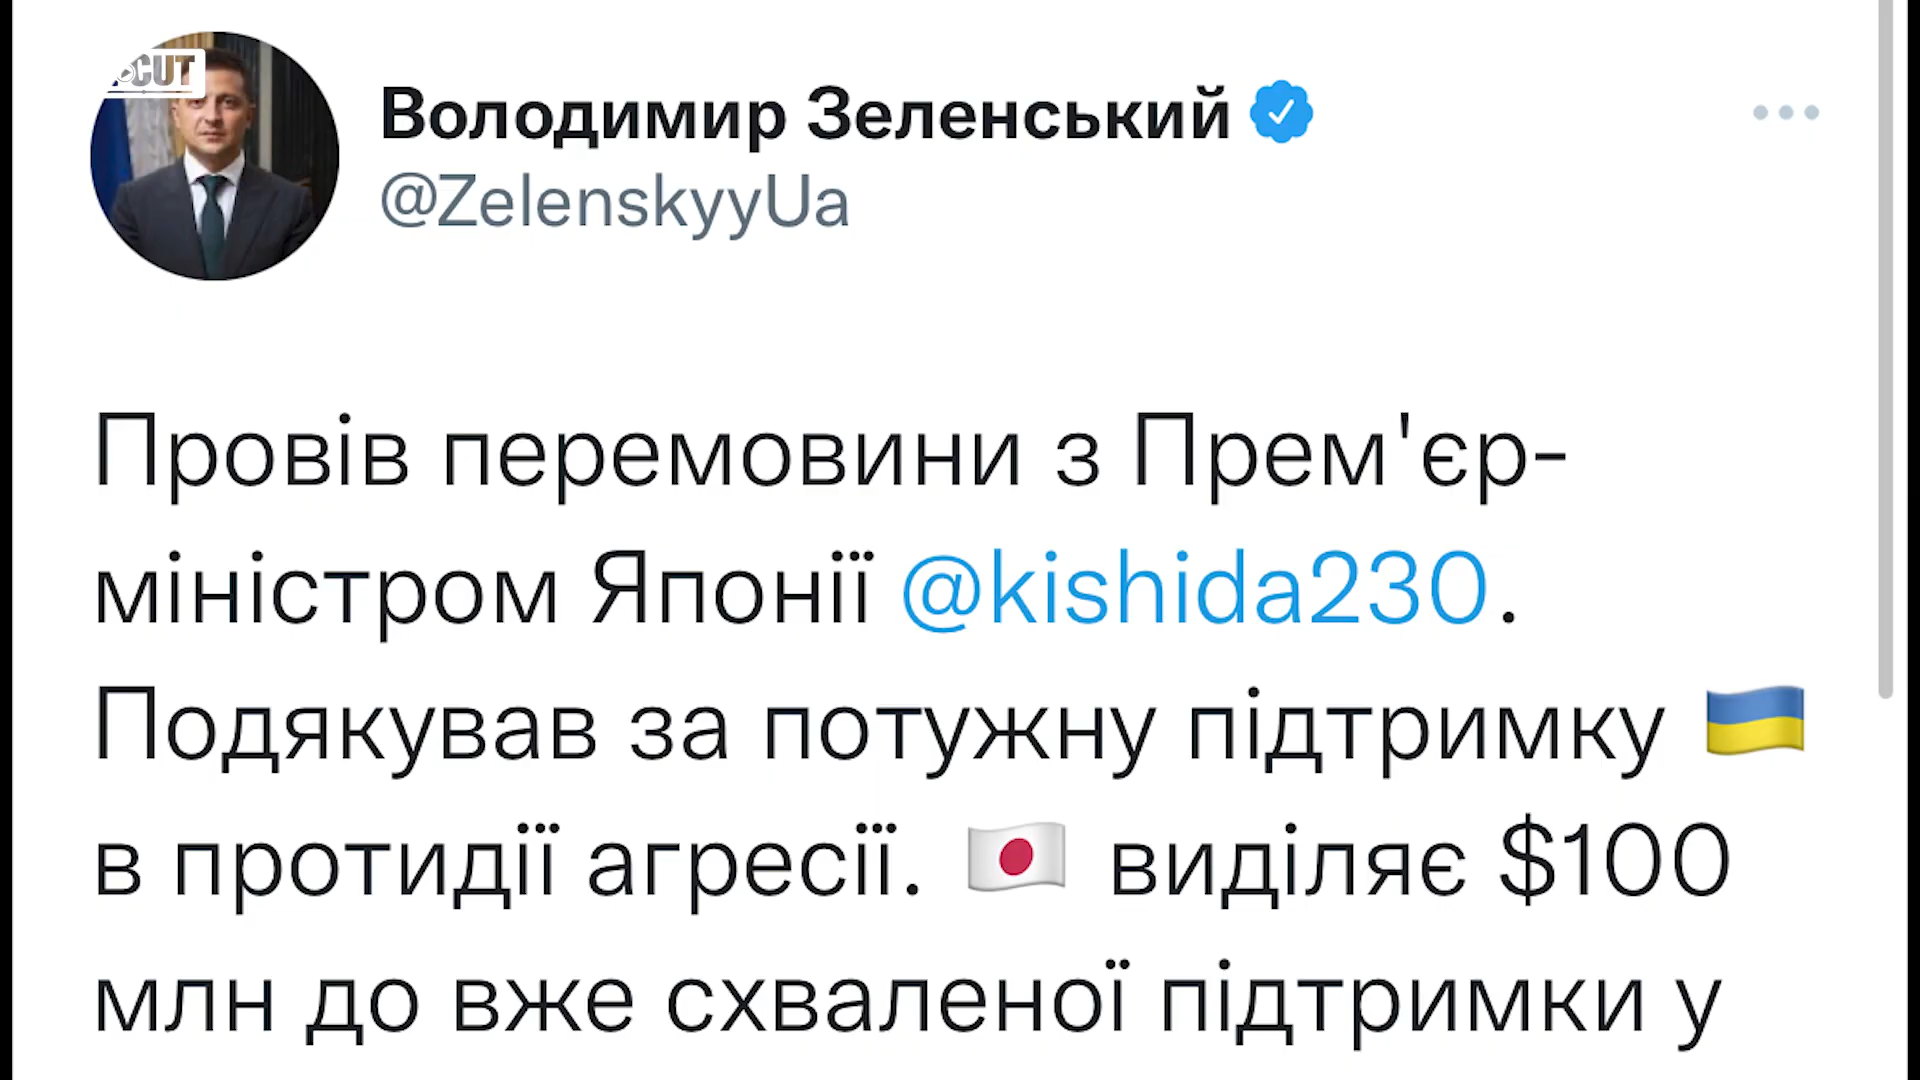 CUT
Володимир Зеленський
@ZelenskyyUa
Провів перемовини з Прем'єр-
міністром Японії @kishida230.
Подякував за потужну підтримку 🇺🇦
в протидії агресії. 🇯🇵 виділяє $100
млн до вже схваленої підтримки у